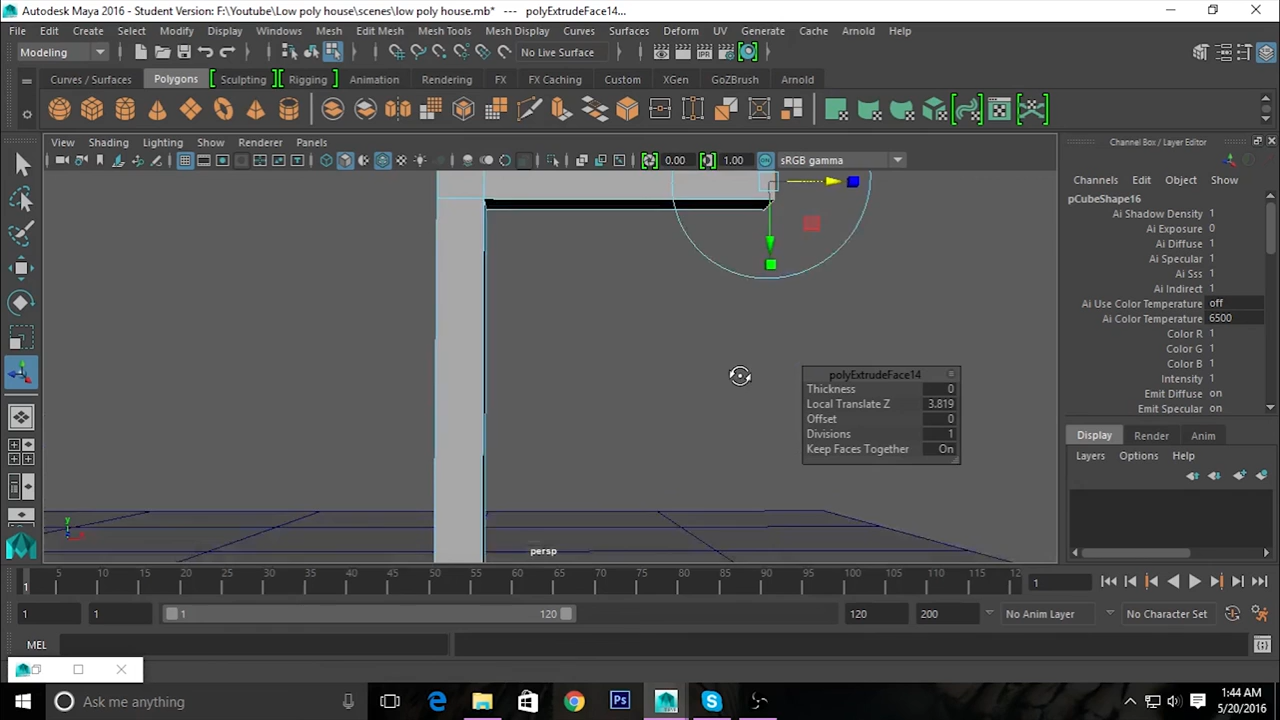 Autodesk Maya 2016 - Student Version: F:\Youtube\Low poly house\scenes\low poly house.mb* --- polyExtrudeFace14...
File Edit Create Select Modify Display Windows Mesh Edit Mesh Mesh Tools Mesh Display Curves Surfaces Deform UV Generate Cache Arnold Help
Modeling No Live Surface
Curves / Surfaces Polygons Sculpting Rigging Animation Rendering FX FX Caching Custom XGen GoZBrush Arnold
View Shading Lighting Show Renderer Panels
0.00 1.00 sRGB gamma
Channel Box / Layer Editor
Channels Edit Object Show
pCubeShape16
Ai Shadow Density 1
Ai Exposure 0
Ai Diffuse 1
Ai Specular 1
Ai Sss 1
Ai Indirect 1
Ai Use Color Temperature off
Ai Color Temperature 6500
Color R 1
Color G 1
Color B 1
Intensity 1
Emit Diffuse on
Emit Specular on
polyExtrudeFace14
Thickness 0
Local Translate Z 3.819
Offset 0
Divisions 1
Keep Faces Together On
Display Render Anim
Layers Options Help
y
persp
5 10 15 20 25 30 35 40 45 50 55 60 65 70 75 80 85 90 95 100 105 110 115 12
1 1
1 1 1 120 120 200 No Anim Layer No Character Set
MEL
Ask me anything
Ps
1:44 AM
5/20/2016